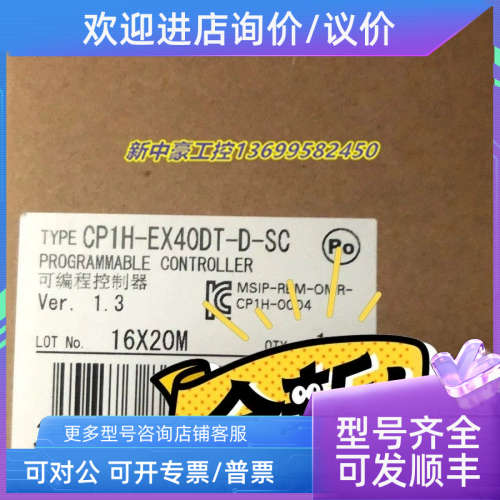 欢迎进店询价/议价
新中豪工控13699582450
TYPE CP1H-EX40DT-D-SC
PROGRAMMABLE CONTROLLER
可编程控制器
Ver. 1.3
Po
MSIP-REM-OMR-
CP1H-0004
LOT No. 16X20M
QTY
更多型号咨询店铺客服
可对公 可开专票/普票
型号齐全
可发顺丰